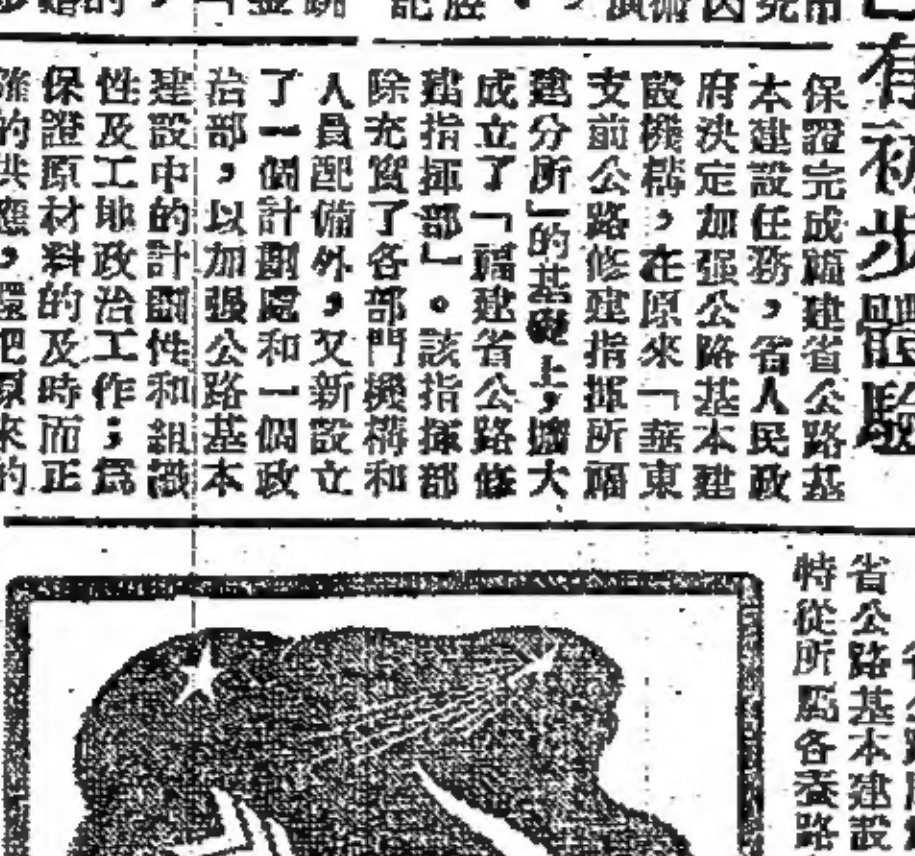 有初步體驗
保證完成福建省公路基
本建設任務，省人民政
府決定加强公路基本建
設機構，在原來「華東
支前公路修建指揮所福
建分所」的基礎上，擴大
成立了「福建省公路修
建指揮部」。該指揮部
除充實了各部門機構和
人員配備外，又新設立
了一個計劃處和一個政
治部，以加强公路基本
建設中的計劃性和組織
性及工地政治工作；爲
保證原材料的及時而正
的供應，還把原來的
省公路基本建設
特從所屬各養路